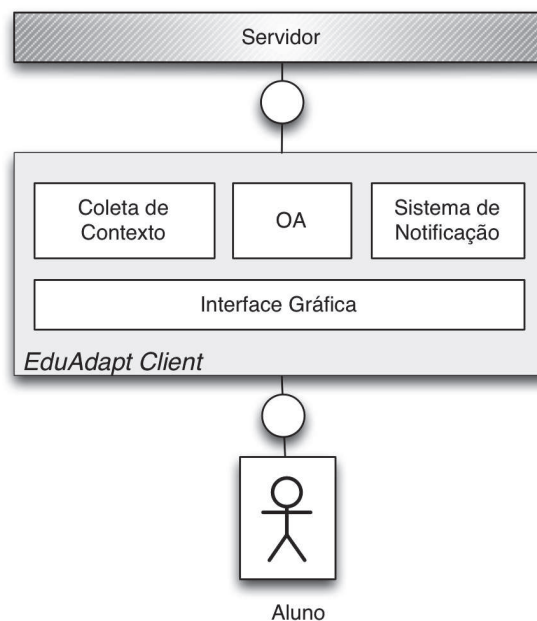 Servidor
Coleta de
Contexto
OA
Sistema de
Notificação
Interface Gráfica
EduAdapt Client
Aluno